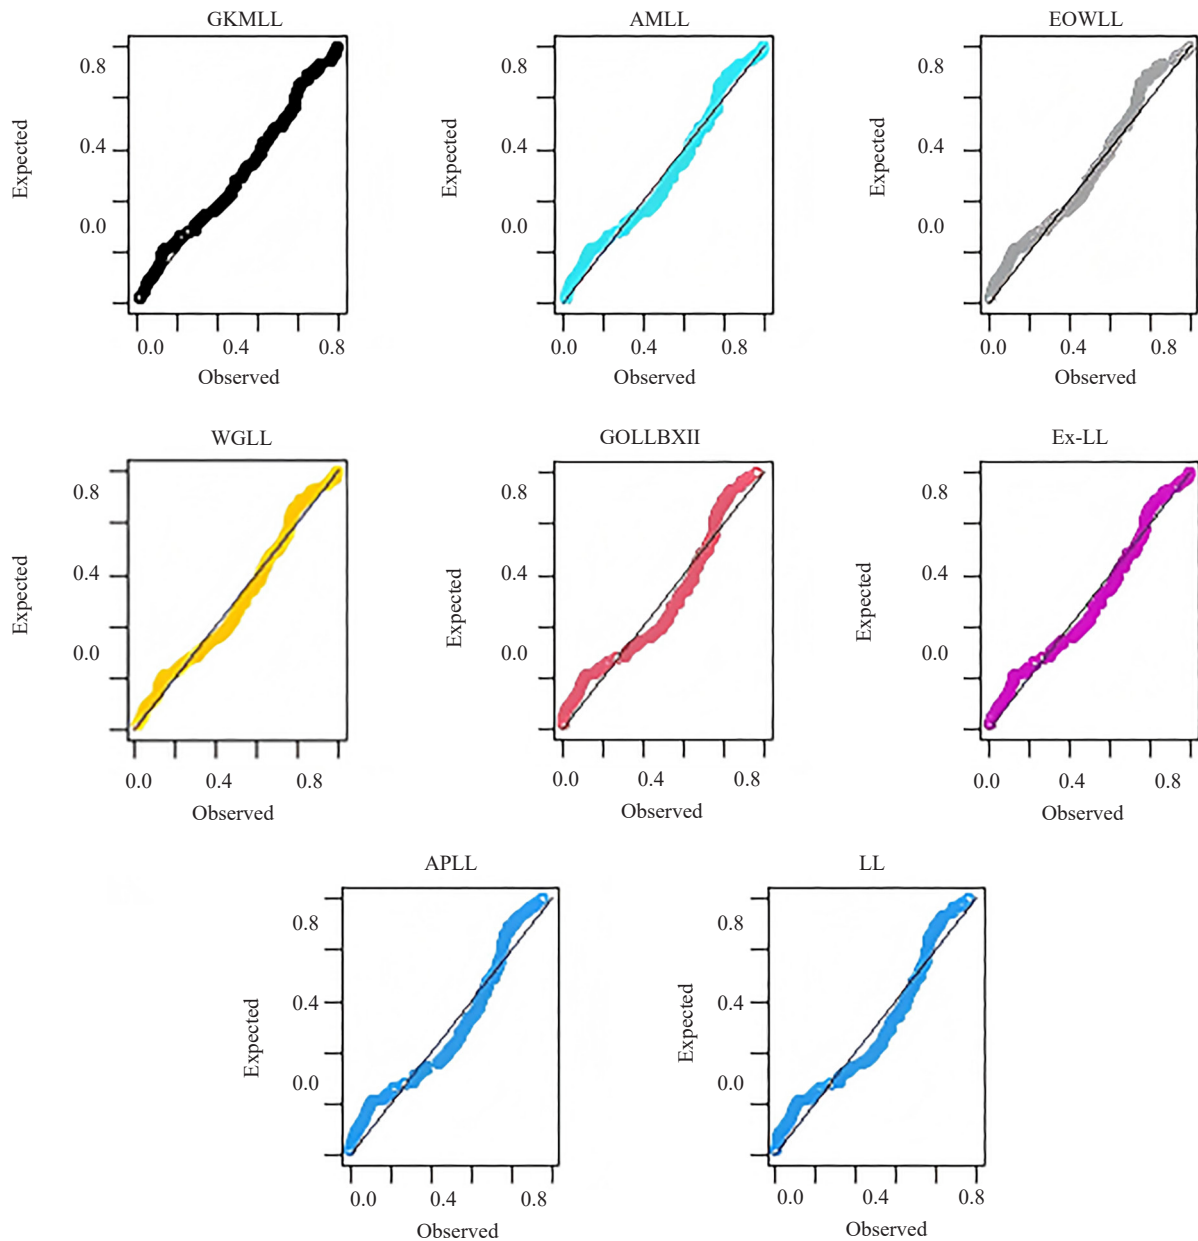 GKMLL AMLL EOWLL
0.8 0.8 0.8
Expected Expected Expected
0.4 0.4 0.4
0.0 0.0 0.0
0.0 0.4 0.8 0.0 0.4 0.8 0.0 0.4 0.8
Observed Observed Observed
WGLL GOLLBXII Ex-LL
0.8 0.8 0.8
Expected Expected Expected
0.4 0.4 0.4
0.0 0.0 0.0
0.0 0.4 0.8 0.0 0.4 0.8 0.0 0.4 0.8
Observed Observed Observed
APLL LL
0.8 0.8
Expected Expected
0.4 0.4
0.0 0.0
0.0 0.4 0.8 0.0 0.4 0.8
Observed Observed